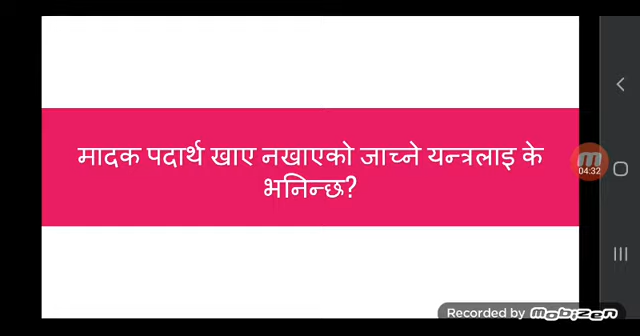 मादक पदार्थ खाए नखाएको जाच्ने यन्त्रलाइ के
भनिन्छ?
04:32
Recorded by mobizen